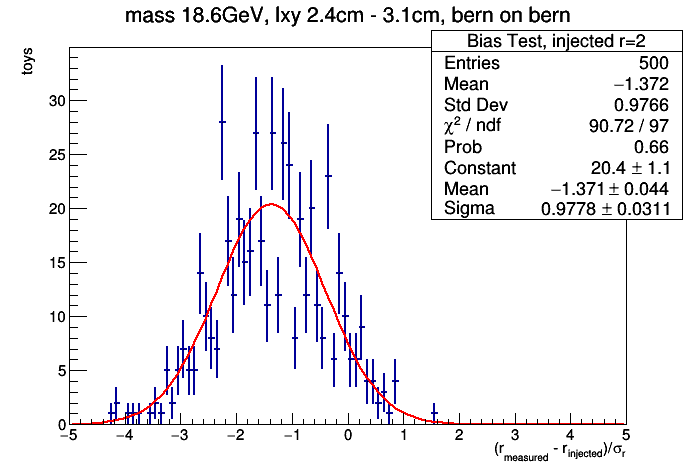 mass 18.6GeV, lxy 2.4cm - 3.1cm, bern on bern
toys
Bias Test, injected r=2
Entries 500
Mean −1.372
Std Dev 0.9766
χ² / ndf 90.72 / 97
Prob 0.66
Constant 20.4 ± 1.1
Mean −1.371 ± 0.044
Sigma 0.9778 ± 0.0311
30
25
20
15
10
5
0
−5 −4 −3 −2 −1 0 1 2 3 4 5
(r_measured - r_injected)/σ_r